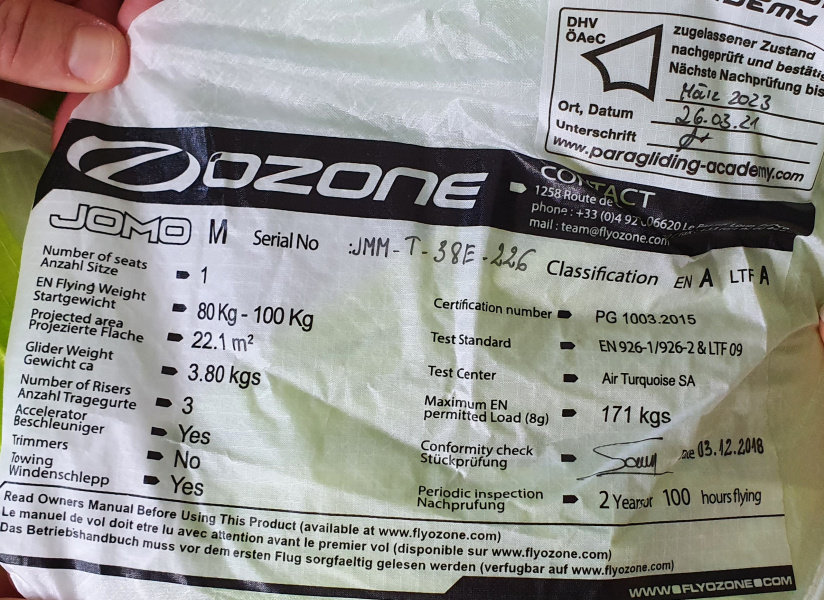 DEMY
DHV
ÖAeC
zugelassener Zustand
nachgeprüft und bestätig
Nächste Nachprüfung bis
März 2023
Ort, Datum 26.03.21
Unterschrift
www.paragliding-academy.com
OZONE
CONTACT
1258 Route de
phone : +33 (0)4 92 06620
mail : team@flyozone.com
JOMO M Serial No :JMM-T-38E-226 Classification EN A LTF A
Number of seats
Anzahl Sitze
1
EN Flying Weight
Startgewicht
80 Kg - 100 Kg
Projected area
Projezierte Fläche
22.1 m²
Glider Weight
Gewicht ca
3.80 kgs
Number of Risers
Anzahl Tragegurte
3
Accelerator
Beschleuniger
Yes
Trimmers
No
Towing
Windenschlepp
Yes
Certification number PG 1003.2015
Test Standard EN 926-1/926-2 & LTF 09
Test Center Air Turquoise SA
Maximum EN
permitted Load (8g)
171 kgs
Conformity check
Stückprüfung
03.12.2018
Periodic inspection
Nachprufung
2 Yearsur 100 hours flying
Read Owners Manual Before Using This Product (available at www.flyozone.com)
Le manuel de vol doit etre lu avec attention avant le premier vol (disponible sur www.flyozone.com)
Das Betriebshandbuch muss vor dem ersten Flug sorgfaeltig gelesen werden (verfugbar auf www.flyozone.com)
WWW FLYOZONE COM